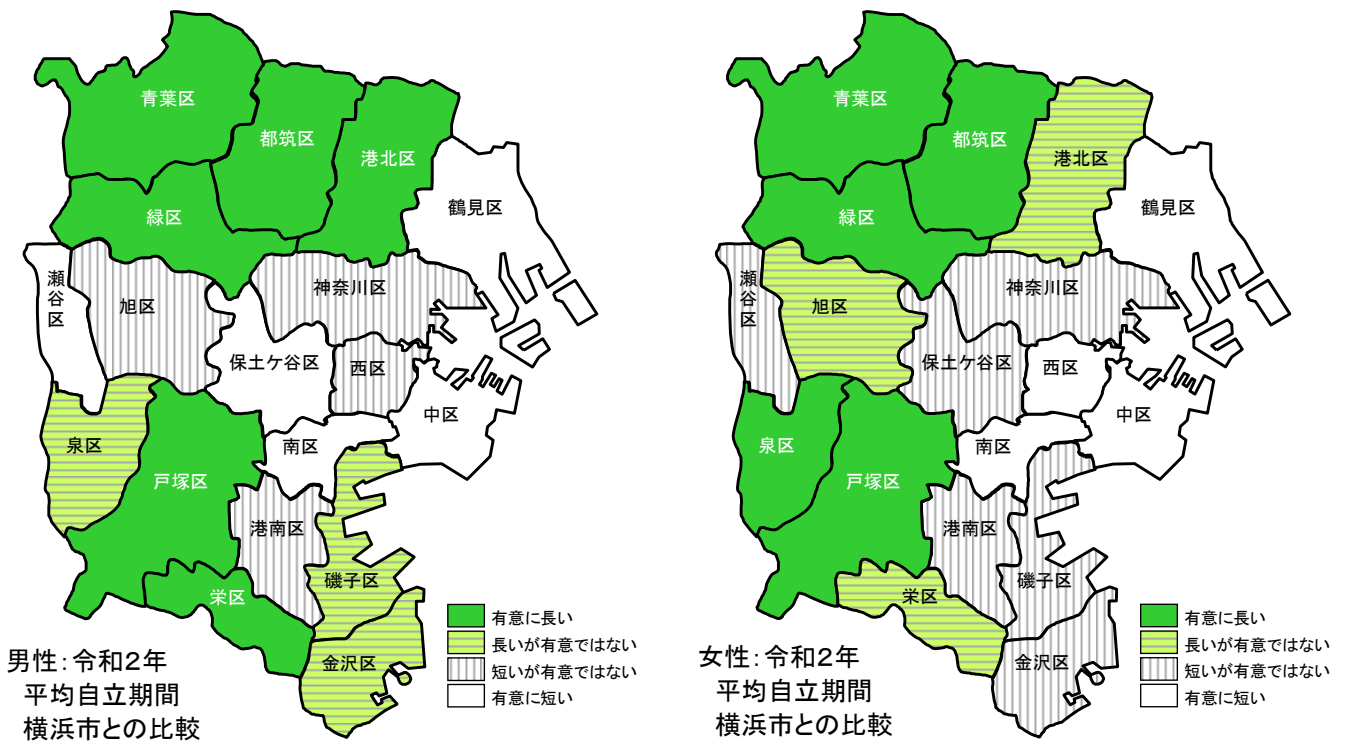 青葉区
都筑区
港北区
鶴見区
緑区
瀬谷区
旭区
神奈川区
保土ケ谷区
西区
中区
泉区
南区
戸塚区
港南区
磯子区
栄区
金沢区
有意に長い
長いが有意ではない
短いが有意ではない
有意に短い
男性：令和２年
平均自立期間
横浜市との比較
青葉区
都筑区
港北区
鶴見区
緑区
瀬谷区
旭区
神奈川区
保土ケ谷区
西区
中区
泉区
南区
戸塚区
港南区
磯子区
栄区
金沢区
有意に長い
長いが有意ではない
短いが有意ではない
有意に短い
女性：令和２年
平均自立期間
横浜市との比較